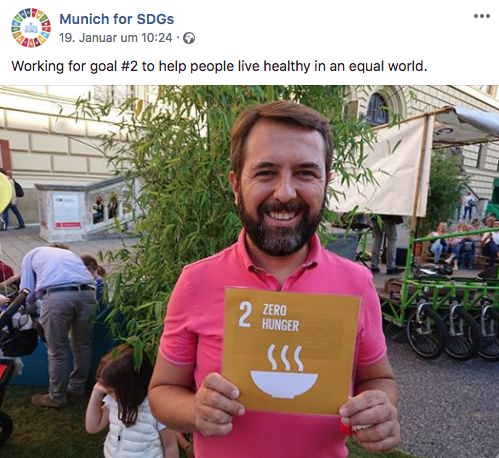 Munich for SDGs
19. Januar um 10:24
Working for goal #2 to help people live healthy in an equal world.
2 ZERO
HUNGER